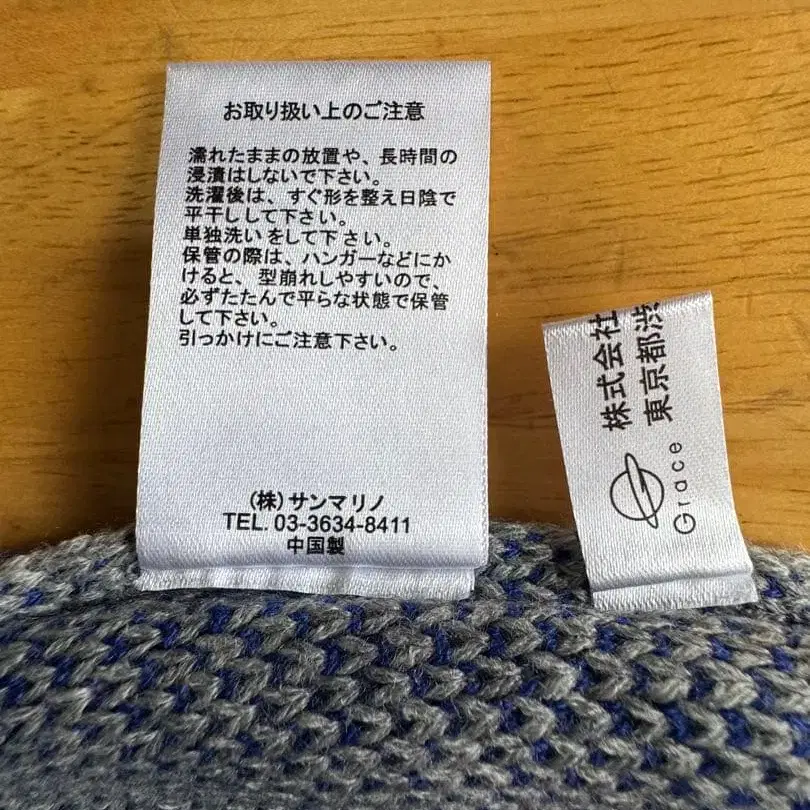 お取り扱い上のご注意
濡れたままの放置や、長時間の
浸漬はしないで下さい。
洗濯後は、すぐ形を整え日陰で
平干しして下さい。
単独洗いをして下さい。
保管の際は、ハンガーなどにか
けると、型崩れしやすいので、
必ずたたんで平らな状態で保管
して下さい。
引っかけにご注意下さい。
(株)サンマリノ
TEL. 03-3634-8411
中国製
株式会社
東京都渋
Grace